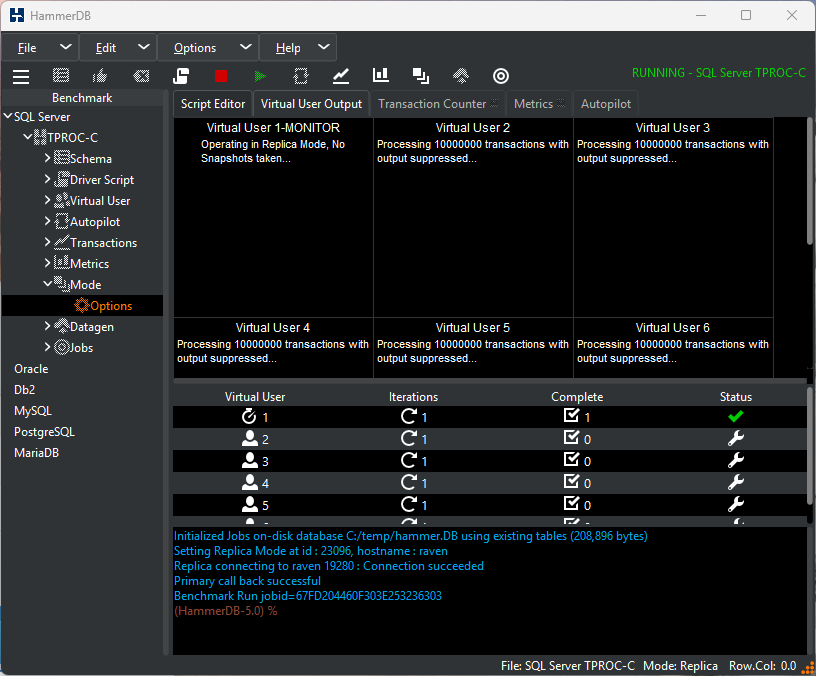 HammerDB
File Edit Options Help
RUNNING - SQL Server TPROC-C
Benchmark
SQL Server
TPROC-C
Schema
Driver Script
Virtual User
Autopilot
Transactions
Metrics
Mode
Options
Datagen
Jobs
Oracle
Db2
MySQL
PostgreSQL
MariaDB
Script Editor Virtual User Output Transaction Counter Metrics Autopilot
Virtual User 1-MONITOR
Operating in Replica Mode, No
Snapshots taken...
Virtual User 2
Processing 10000000 transactions with
output suppressed...
Virtual User 3
Processing 10000000 transactions with
output suppressed...
Virtual User 4
Processing 10000000 transactions with
output suppressed...
Virtual User 5
Processing 10000000 transactions with
output suppressed...
Virtual User 6
Processing 10000000 transactions with
output suppressed...
Virtual User Iterations Complete Status
1 1 1
2 1 0
3 1 0
4 1 0
5 1 0
Initialized Jobs on-disk database C:/temp/hammer.DB using existing tables (208,896 bytes)
Setting Replica Mode at id : 23096, hostname : raven
Replica connecting to raven 19280 : Connection succeeded
Primary call back successful
Benchmark Run jobid=67FD204460F303E253236303
(HammerDB-5.0) %
File: SQL Server TPROC-C Mode: Replica Row.Col: 0.0